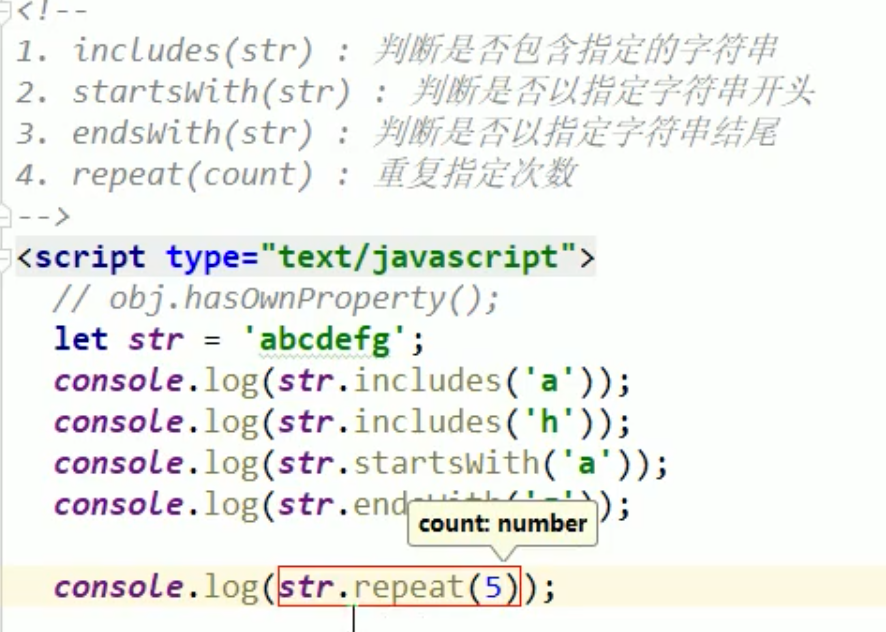 <!--
1. includes(str) : 判断是否包含指定的字符串
2. startsWith(str) : 判断是否以指定字符串开头
3. endsWith(str) : 判断是否以指定字符串结尾
4. repeat(count) : 重复指定次数
-->
<script type="text/javascript">
// obj.hasOwnProperty();
let str = 'abcdefg';
console.log(str.includes('a'));
console.log(str.includes('h'));
console.log(str.startsWith('a'));
console.log(str.end));
count: number
console.log(str.repeat(5));